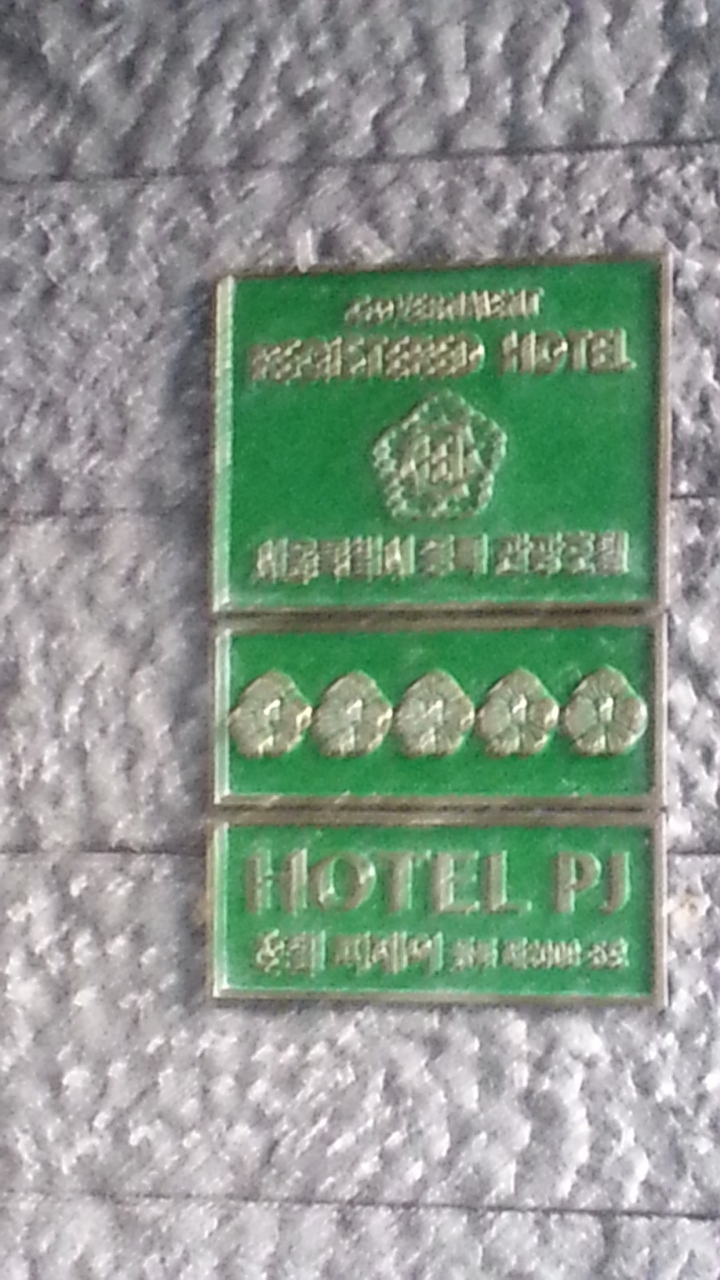 GOVERNMENT
REGISTERED HOTEL
서울특별시 등록 관광호텔
HOTEL PJ
호텔 피제이